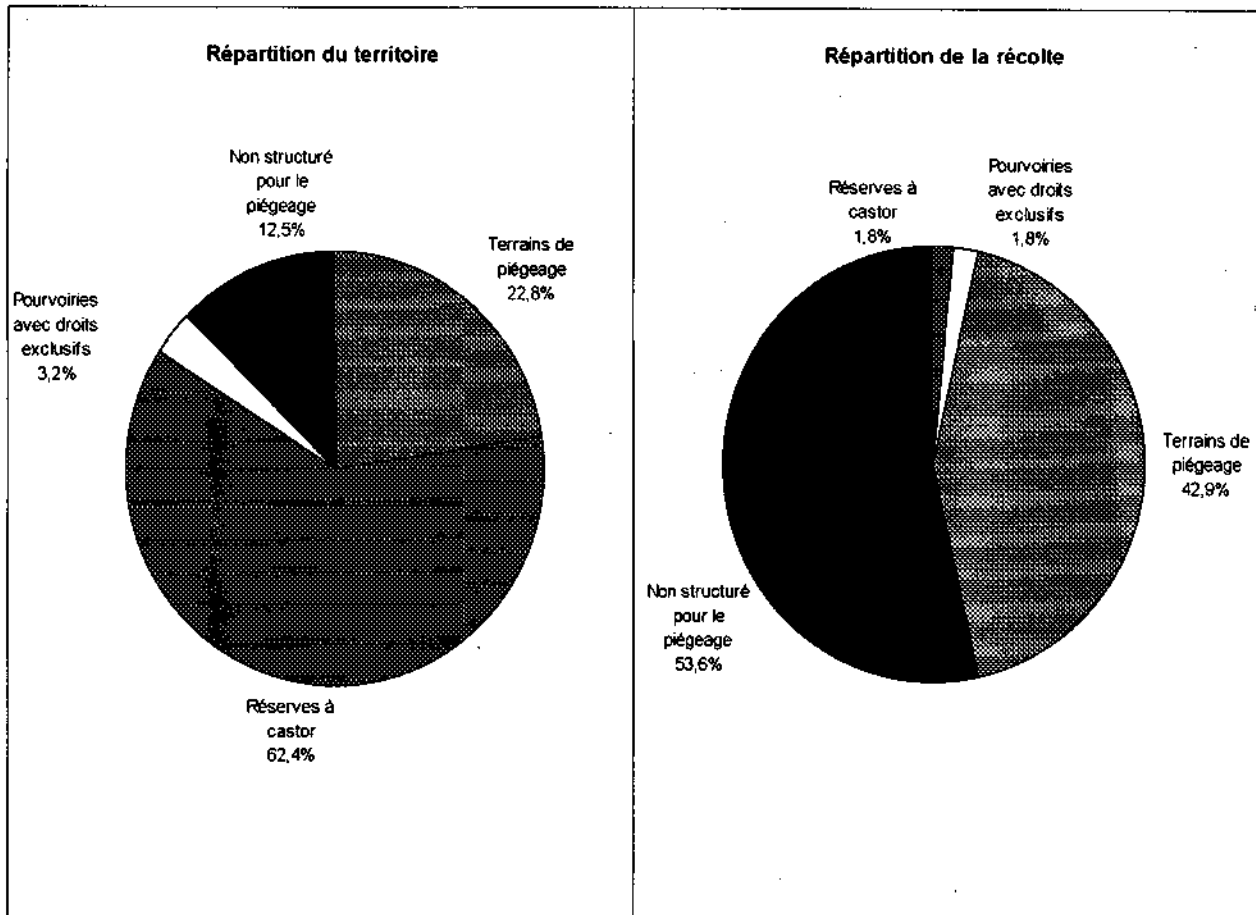 Répartition du territoire
Non structuré
pour le
piégeage
12,5%
Terrains de
piégeage
22,8%
Pourvoiries
avec droits
exclusifs
3,2%
Réserves à
castor
62,4%
Répartition de la récolte
Réserves à
castor
1,8%
Pourvoiries
avec droits
exclusifs
1,8%
Terrains de
piégeage
42,9%
Non structuré
pour le
piégeage
53,6%